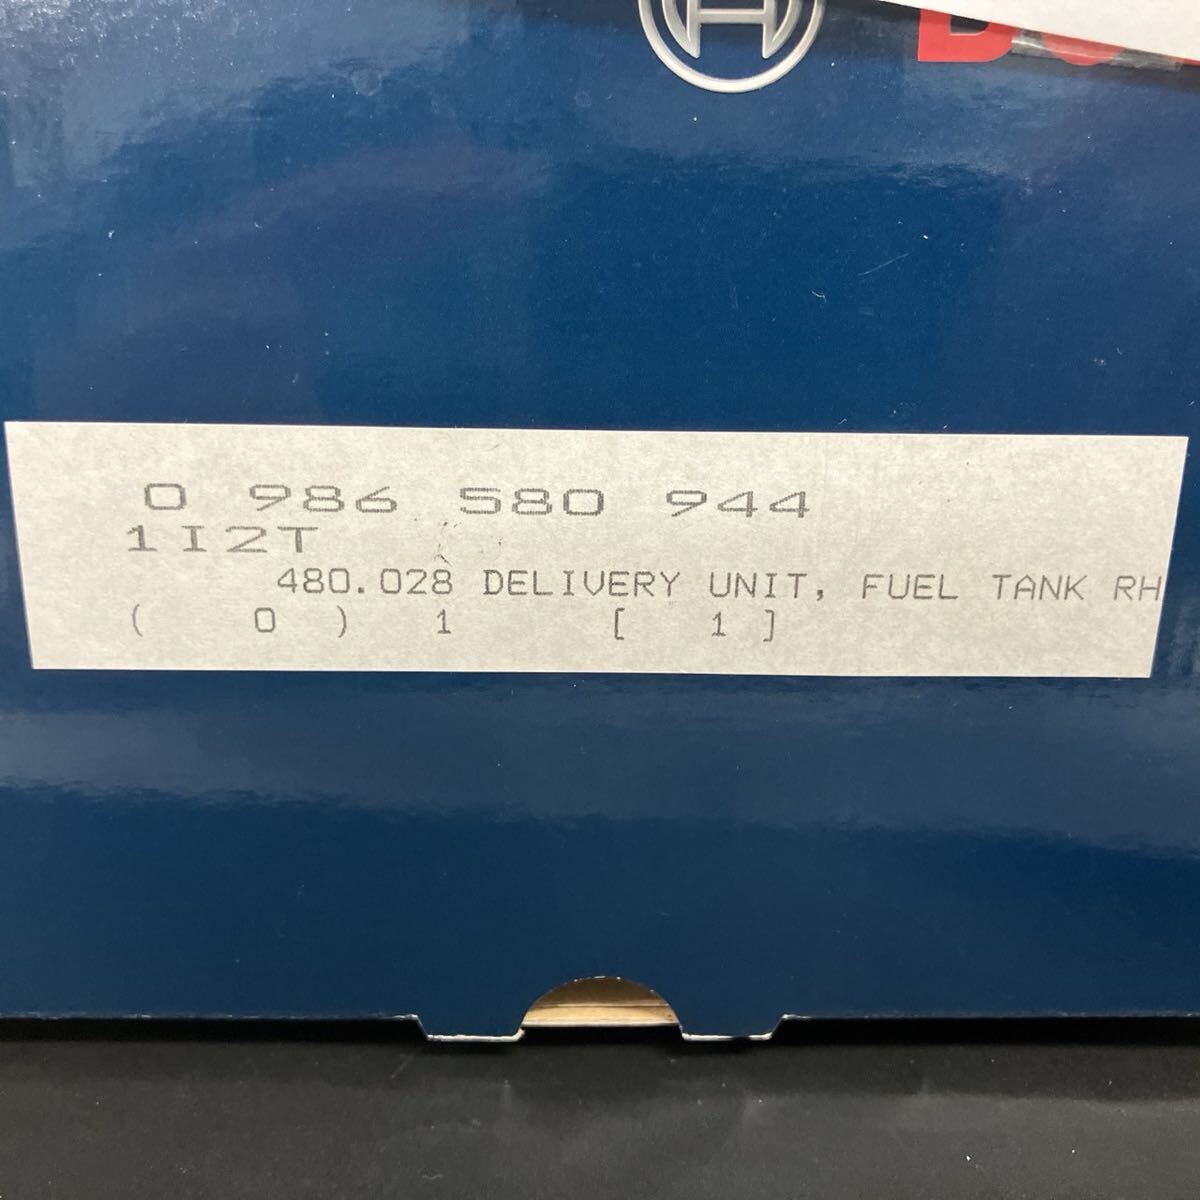 0 986 580 944
1I2T
480.028 DELIVERY UNIT, FUEL TANK RH
( 0 ) 1 [ 1 ]